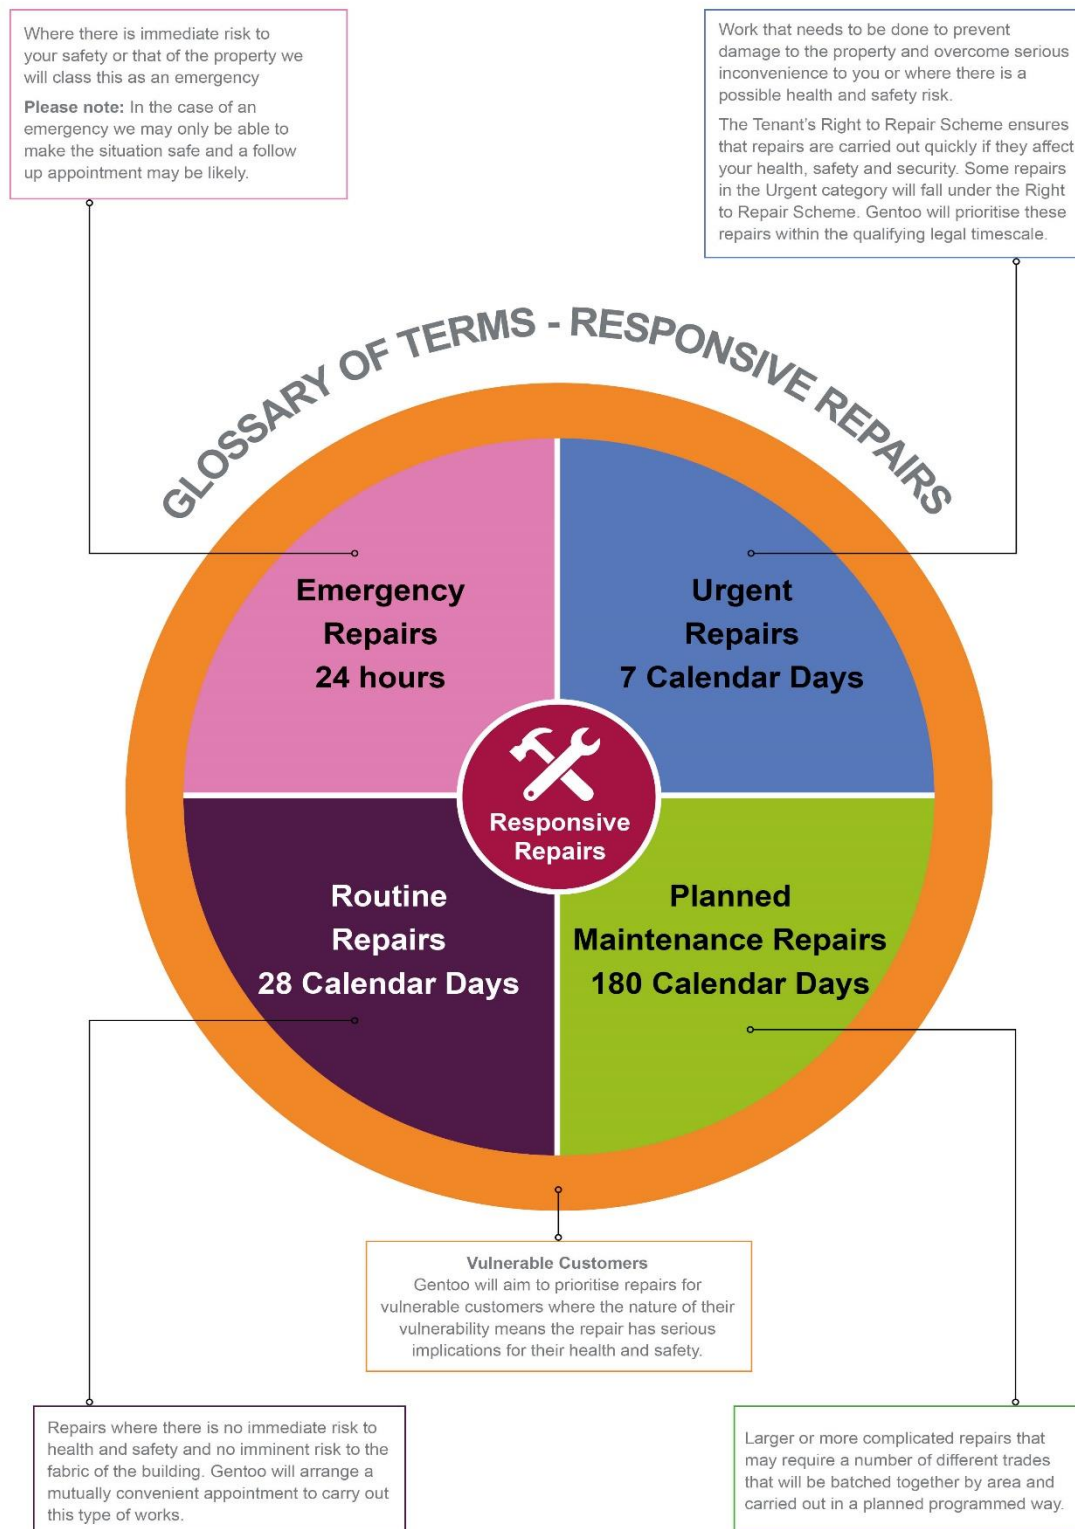 Where there is immediate risk to
your safety or that of the property we
will class this as an emergency
Please note: In the case of an
emergency we may only be able to
make the situation safe and a follow
up appointment may be likely.
Work that needs to be done to prevent
damage to the property and overcome serious
inconvenience to you or where there is a
possible health and safety risk.
The Tenant's Right to Repair Scheme ensures
that repairs are carried out quickly if they affect
your health, safety and security. Some repairs
in the Urgent category will fall under the Right
to Repair Scheme. Gentoo will prioritise these
repairs within the qualifying legal timescale.
GLOSSARY OF TERMS - RESPONSIVE REPAIRS
Emergency
Repairs
24 hours
Urgent
Repairs
7 Calendar Days
Responsive
Repairs
Routine
Repairs
28 Calendar Days
Planned
Maintenance Repairs
180 Calendar Days
Vulnerable Customers
Gentoo will aim to prioritise repairs for
vulnerable customers where the nature of their
vulnerability means the repair has serious
implications for their health and safety.
Repairs where there is no immediate risk to
health and safety and no imminent risk to the
fabric of the building. Gentoo will arrange a
mutually convenient appointment to carry out
this type of works.
Larger or more complicated repairs that
may require a number of different trades
that will be batched together by area and
carried out in a planned programmed way.